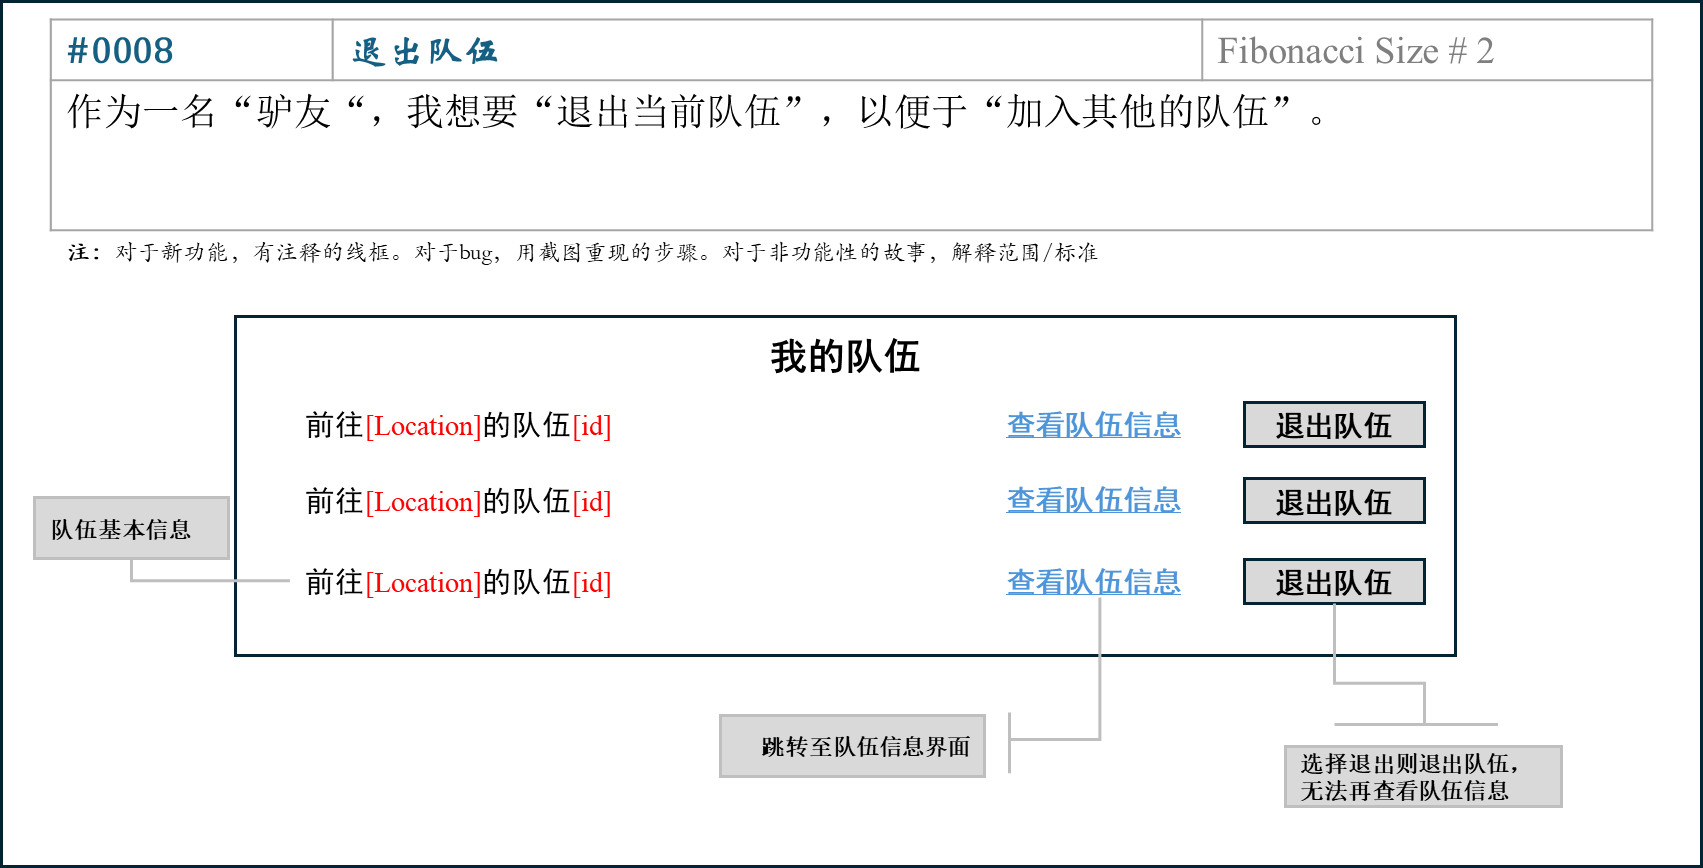 #0008 退出队伍 Fibonacci Size # 2
作为一名“驴友“，我想要“退出当前队伍”，以便于“加入其他的队伍”。
注：对于新功能，有注释的线框。对于bug，用截图重现的步骤。对于非功能性的故事，解释范围/标准
我的队伍
前往[Location]的队伍[id] 查看队伍信息 退出队伍
前往[Location]的队伍[id] 查看队伍信息 退出队伍
队伍基本信息
前往[Location]的队伍[id] 查看队伍信息 退出队伍
跳转至队伍信息界面
选择退出则退出队伍，
无法再查看队伍信息